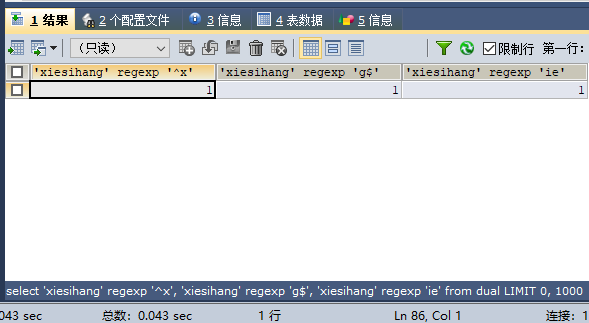 1 结果 2 个配置文件 3 信息 4 表数据 5 信息
（只读） 限制行 第一行：
'xiesihang' regexp '^x' 'xiesihang' regexp 'g$' 'xiesihang' regexp 'ie'
1 1 1
select 'xiesihang' regexp '^x', 'xiesihang' regexp 'g$', 'xiesihang' regexp 'ie' from dual LIMIT 0, 1000
043 sec 总数：0.043 sec 1 行 Ln 86, Col 1 连接：1